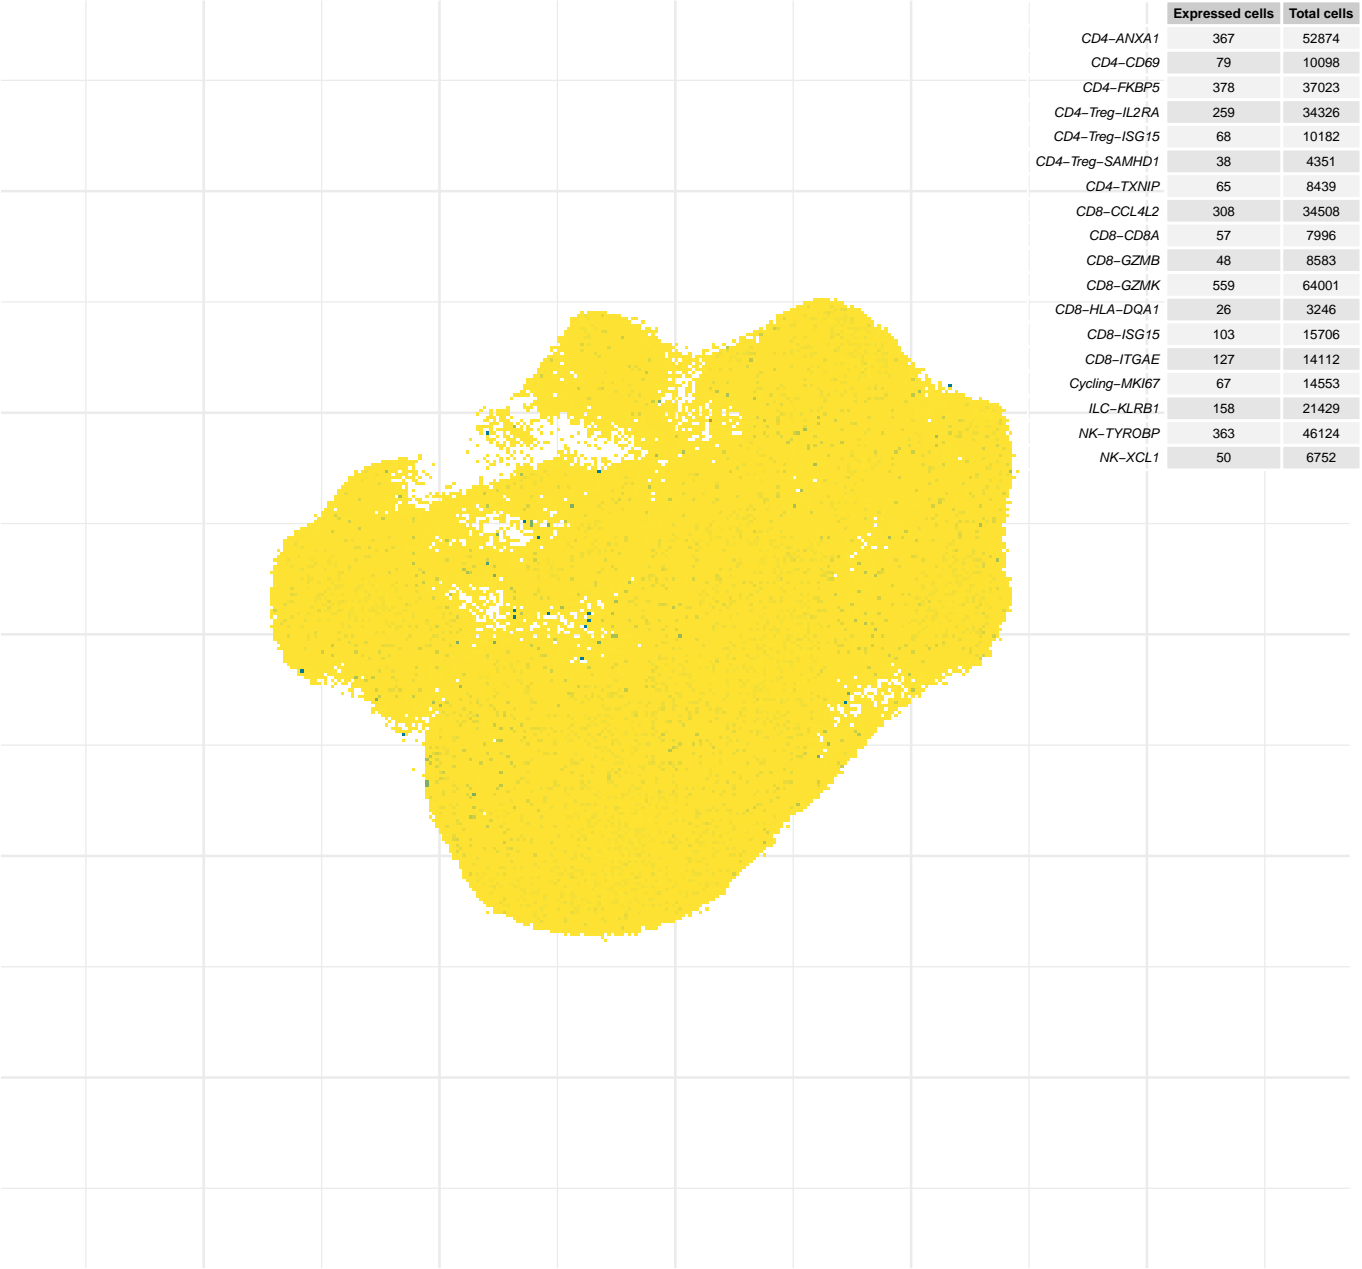 Expressed cells Total cells
CD4−ANXA1 367 52874
CD4−CD69 79 10098
CD4−FKBP5 378 37023
CD4−Treg−IL2RA 259 34326
CD4−Treg−ISG15 68 10182
CD4−Treg−SAMHD1 38 4351
CD4−TXNIP 65 8439
CD8−CCL4L2 308 34508
CD8−CD8A 57 7996
CD8−GZMB 48 8583
CD8−GZMK 559 64001
CD8−HLA−DQA1 26 3246
CD8−ISG15 103 15706
CD8−ITGAE 127 14112
Cycling−MKI67 67 14553
ILC−KLRB1 158 21429
NK−TYROBP 363 46124
NK−XCL1 50 6752